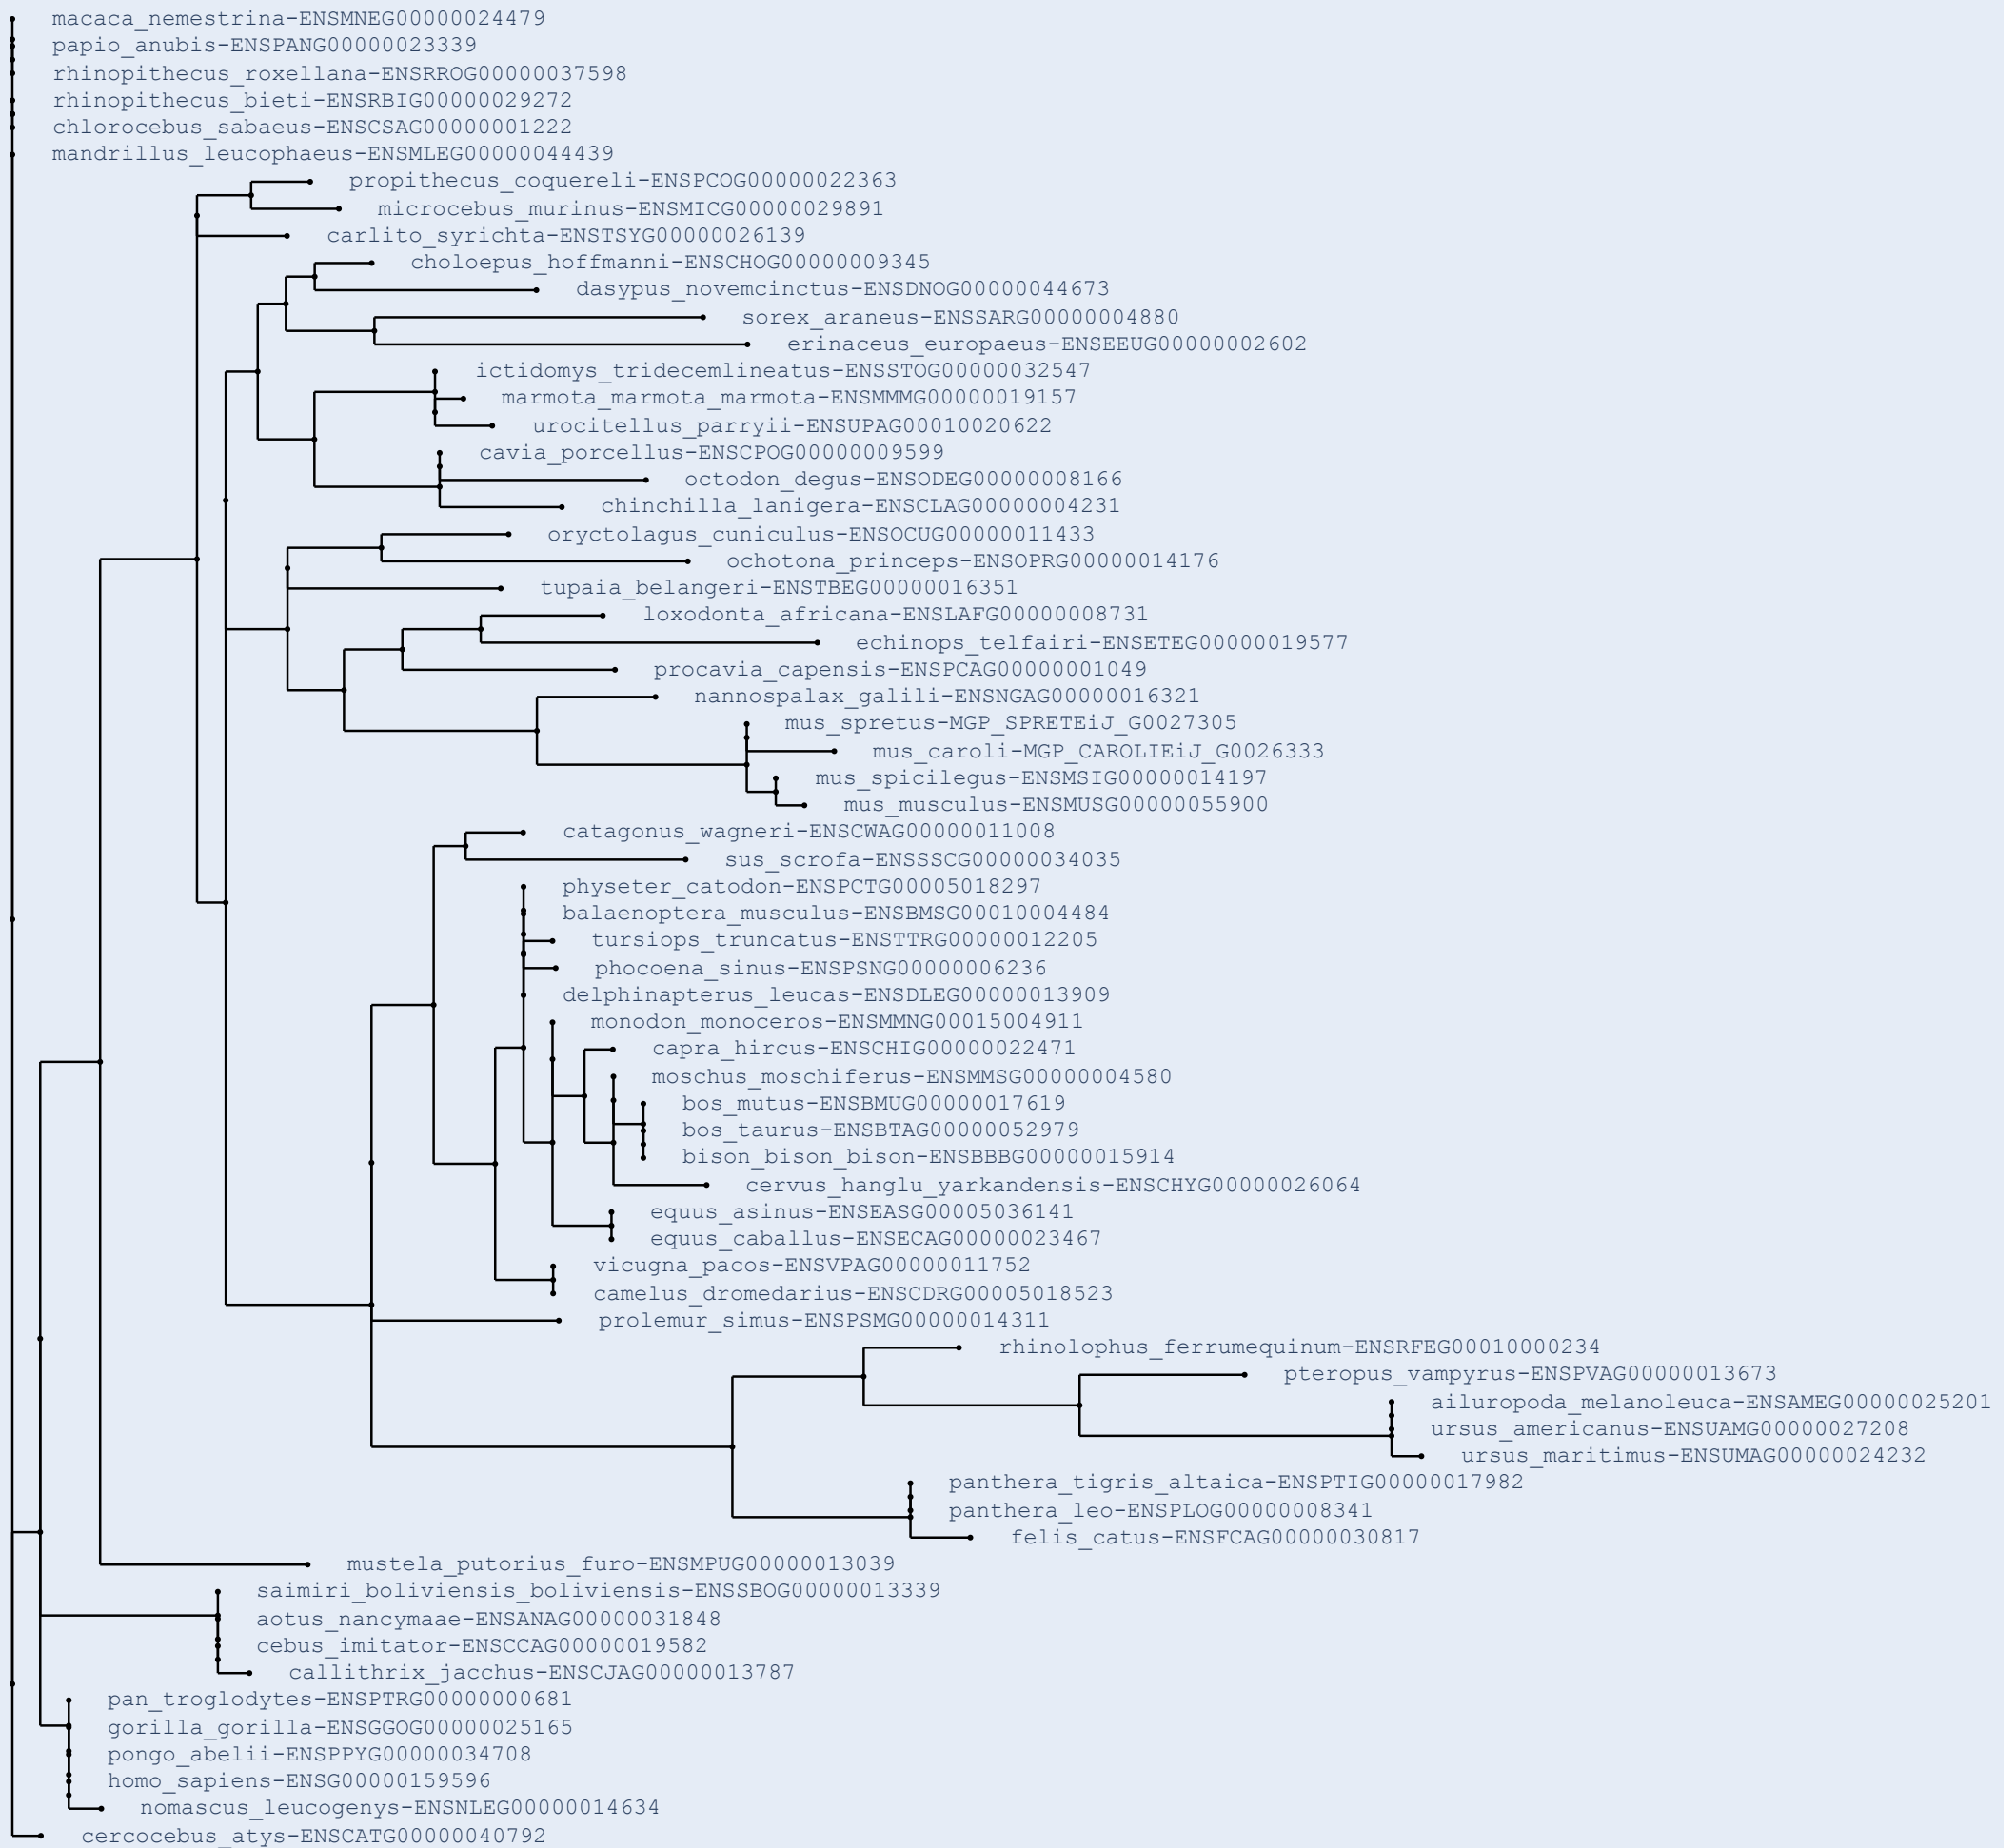 macaca_nemestrina-ENSMNEG00000024479
papio_anubis-ENSPANG00000023339
rhinopithecus_roxellana-ENSRROG00000037598
rhinopithecus_bieti-ENSRBIG00000029272
chlorocebus_sabaeus-ENSCSAG00000001222
mandrillus_leucophaeus-ENSMLEG00000044439
propithecus_coquereli-ENSPCOG00000022363
microcebus_murinus-ENSMICG00000029891
carlito_syrichta-ENSTSYG00000026139
choloepus_hoffmanni-ENSCHOG00000009345
dasypus_novemcinctus-ENSDNOG00000044673
sorex_araneus-ENSSARG00000004880
erinaceus_europaeus-ENSEEUG00000002602
ictidomys_tridecemlineatus-ENSSTOG00000032547
marmota_marmota_marmota-ENSMMMG00000019157
urocitellus_parryii-ENSUPAG00010020622
cavia_porcellus-ENSCPOG00000009599
octodon_degus-ENSODEG00000008166
chinchilla_lanigera-ENSCLAG00000004231
oryctolagus_cuniculus-ENSOCUG00000011433
ochotona_princeps-ENSOPRG00000014176
tupaia_belangeri-ENSTBEG00000016351
loxodonta_africana-ENSLAFG00000008731
echinops_telfairi-ENSETEG00000019577
procavia_capensis-ENSPCAG00000001049
nannospalax_galili-ENSNGAG00000016321
mus_spretus-MGP_SPRETEiJ_G0027305
mus_caroli-MGP_CAROLIEiJ_G0026333
mus_spicilegus-ENSMSIG00000014197
mus_musculus-ENSMUSG00000055900
catagonus_wagneri-ENSCWAG00000011008
sus_scrofa-ENSSSCG00000034035
physeter_catodon-ENSPCTG00005018297
balaenoptera_musculus-ENSBMSG00010004484
tursiops_truncatus-ENSTTRG00000012205
phocoena_sinus-ENSPSNG00000006236
delphinapterus_leucas-ENSDLEG00000013909
monodon_monoceros-ENSMMNG00015004911
capra_hircus-ENSCHIG00000022471
moschus_moschiferus-ENSMMSG00000004580
bos_mutus-ENSBMUG00000017619
bos_taurus-ENSBTAG00000052979
bison_bison_bison-ENSBBBG00000015914
cervus_hanglu_yarkandensis-ENSCHYG00000026064
equus_asinus-ENSEASG00005036141
equus_caballus-ENSECAG00000023467
vicugna_pacos-ENSVPAG00000011752
camelus_dromedarius-ENSCDRG00005018523
prolemur_simus-ENSPSMG00000014311
rhinolophus_ferrumequinum-ENSRFEG00010000234
pteropus_vampyrus-ENSPVAG00000013673
ailuropoda_melanoleuca-ENSAMEG00000025201
ursus_americanus-ENSUAMG00000027208
ursus_maritimus-ENSUMAG00000024232
panthera_tigris_altaica-ENSPTIG00000017982
panthera_leo-ENSPLOG00000008341
felis_catus-ENSFCAG00000030817
mustela_putorius_furo-ENSMPUG00000013039
saimiri_boliviensis_boliviensis-ENSSBOG00000013339
aotus_nancymaae-ENSANAG00000031848
cebus_imitator-ENSCCAG00000019582
callithrix_jacchus-ENSCJAG00000013787
pan_troglodytes-ENSPTRG00000000681
gorilla_gorilla-ENSGGOG00000025165
pongo_abelii-ENSPPYG00000034708
homo_sapiens-ENSG00000159596
nomascus_leucogenys-ENSNLEG00000014634
cercocebus_atys-ENSCATG00000040792